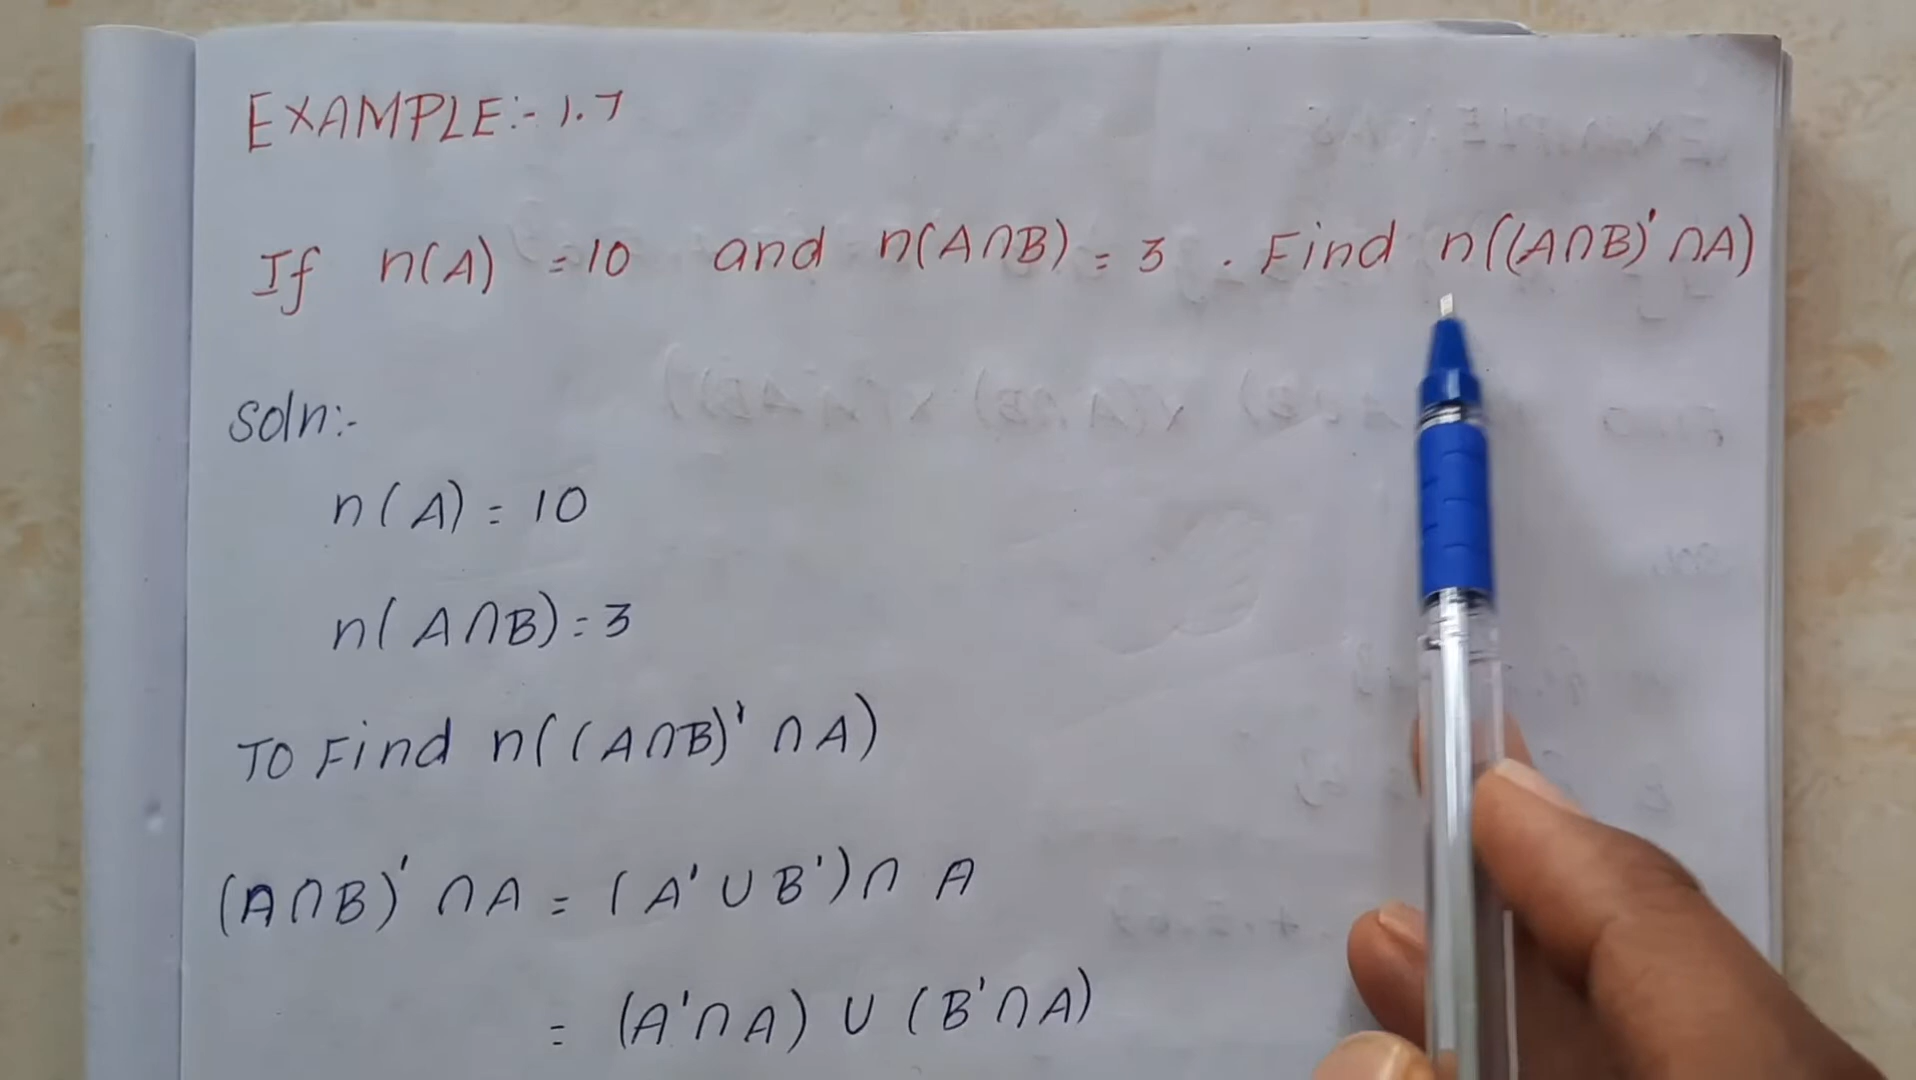 EXAMPLE:- 1.7
If n(A) = 10 and n(A∩B) = 3 . Find n((A∩B)' ∩A)
Soln:-
n(A) = 10
n(A∩B) = 3
TO Find n((A∩B)' ∩A)
(A∩B)' ∩A = (A' ∪ B')∩ A
= (A'∩A) ∪ (B'∩A)